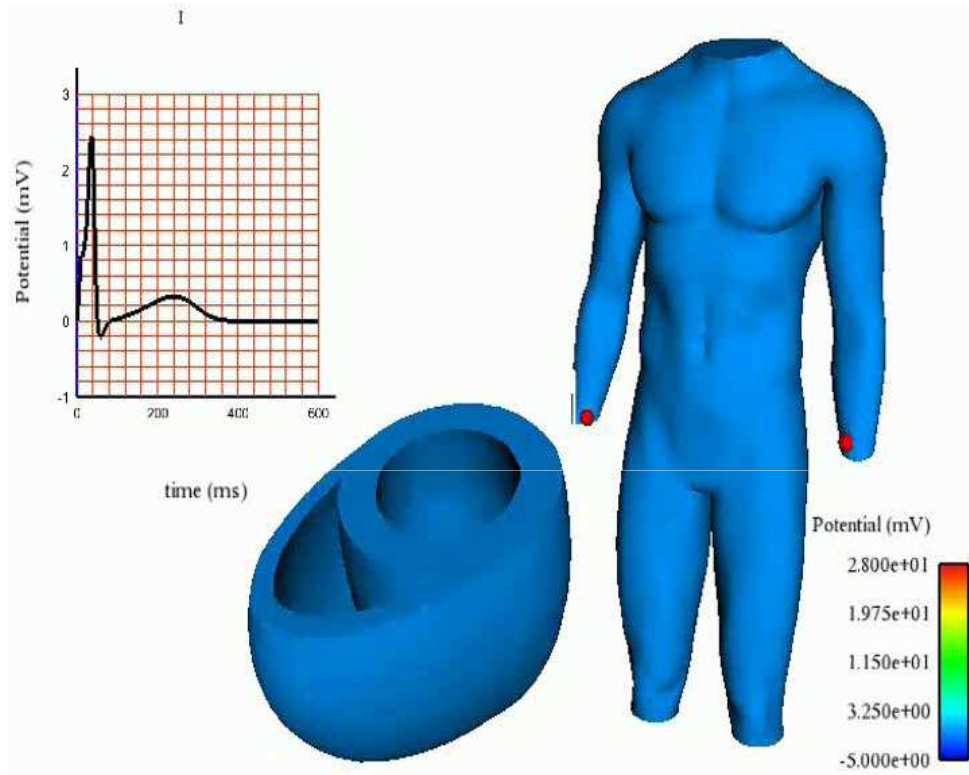 I
3
2
1
0
-1
Potential (mV)
0 200 400 600
time (ms)
Potential (mV)
2.800e+01
1.975e+01
1.150e+01
3.250e+00
-5.000e+00